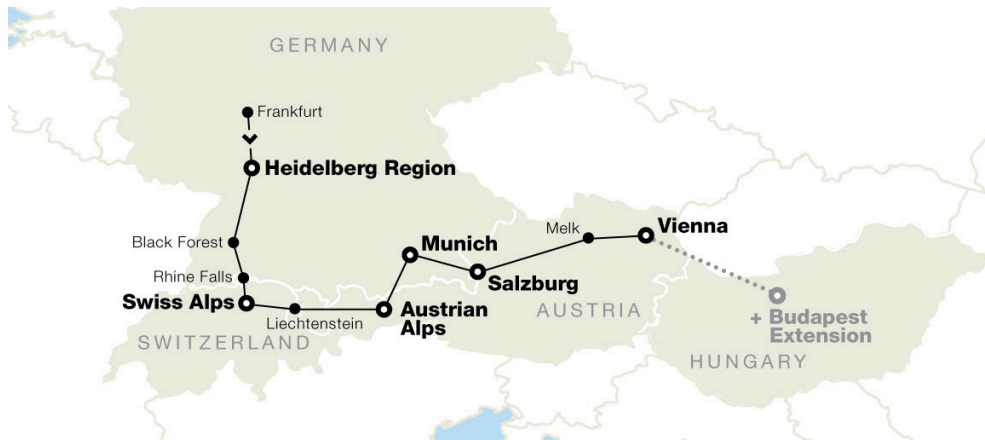 GERMANY
Frankfurt
Heidelberg Region
Black Forest
Rhine Falls
Swiss Alps
Liechtenstein
SWITZERLAND
Munich
Austrian
Alps
Salzburg
AUSTRIA
Melk
Vienna
+ Budapest
Extension
HUNGARY